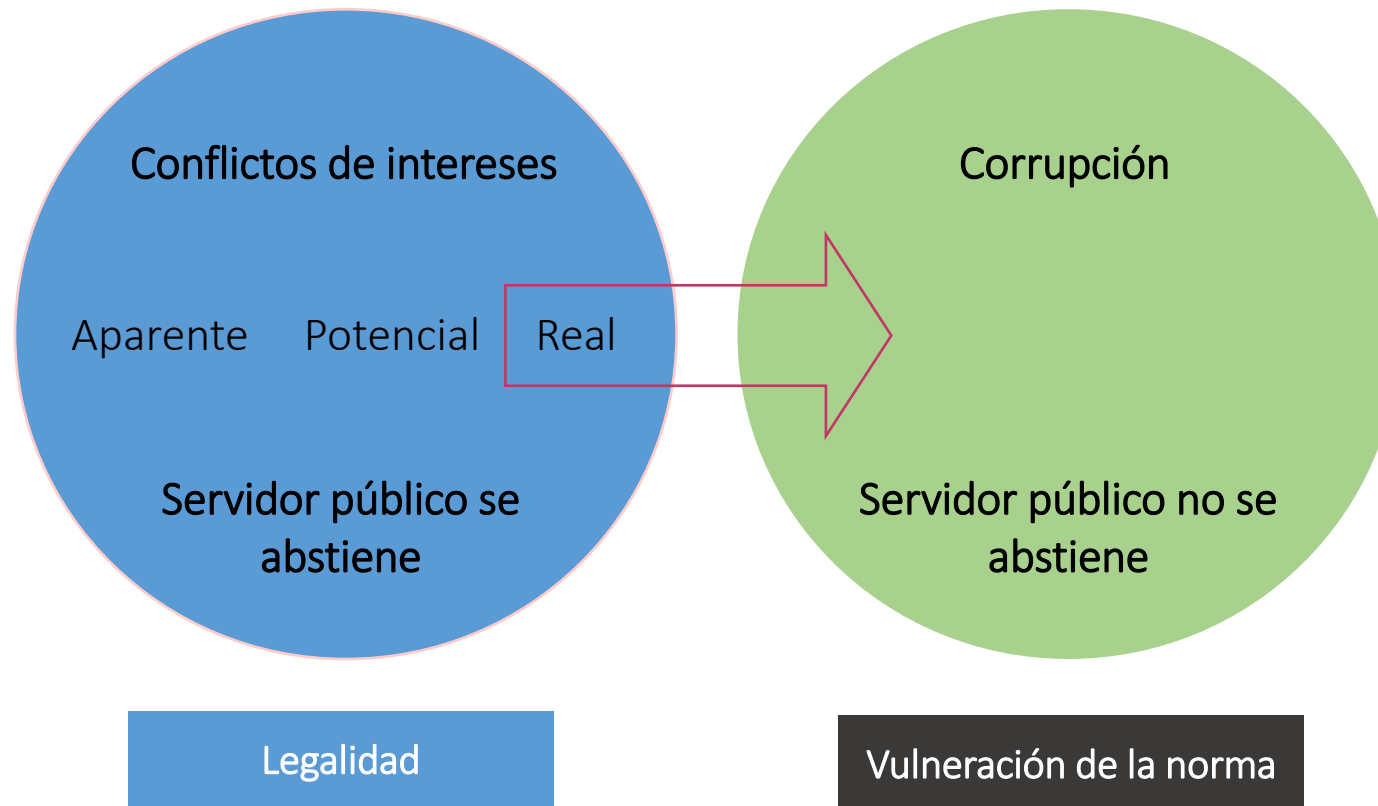 Conflictos de intereses
Aparente Potencial Real
Servidor público se
abstiene
Legalidad
Corrupción
Servidor público no se
abstiene
Vulneración de la norma